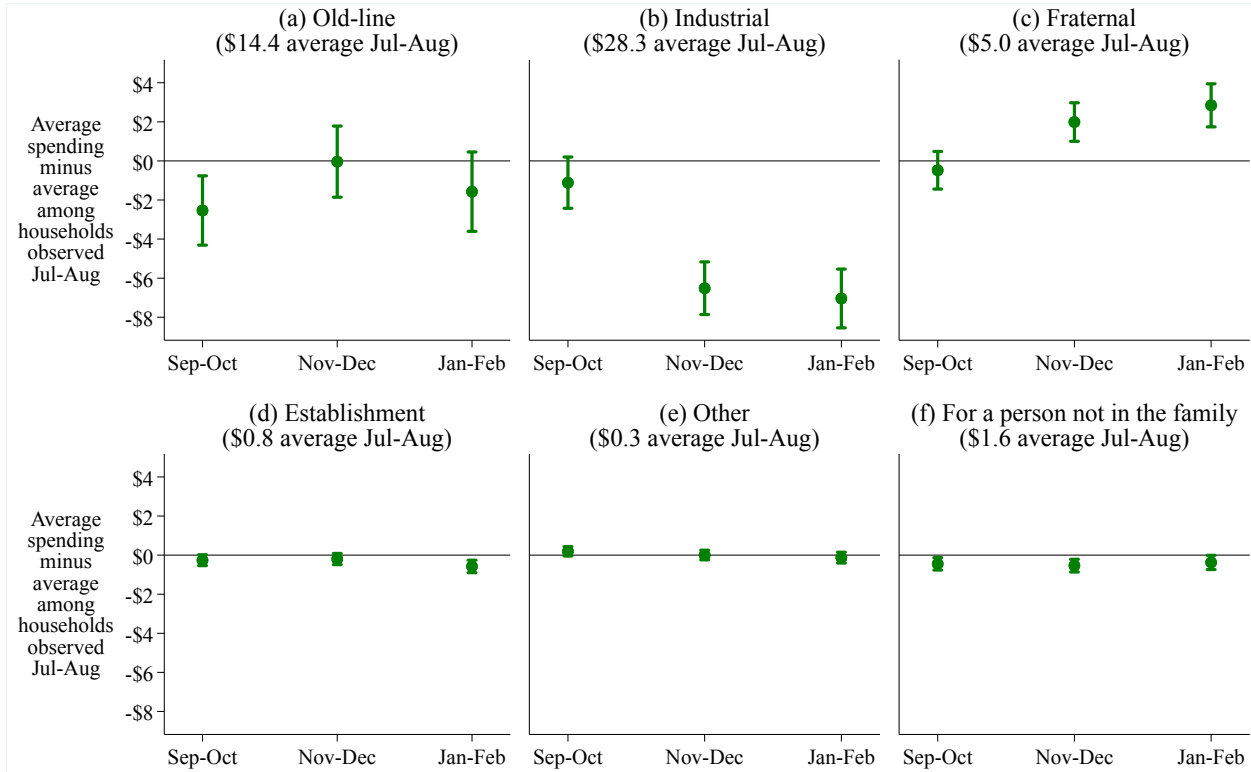 (a) Old-line
($14.4 average Jul-Aug)
(b) Industrial
($28.3 average Jul-Aug)
(c) Fraternal
($5.0 average Jul-Aug)
Average
spending
minus
average
among
households
observed
Jul-Aug
$4
$2
$0
-$2
-$4
-$6
-$8
Sep-Oct
Nov-Dec
Jan-Feb
Sep-Oct
Nov-Dec
Jan-Feb
Sep-Oct
Nov-Dec
Jan-Feb
(d) Establishment
($0.8 average Jul-Aug)
(e) Other
($0.3 average Jul-Aug)
(f) For a person not in the family
($1.6 average Jul-Aug)
Average
spending
minus
average
among
households
observed
Jul-Aug
$4
$2
$0
-$2
-$4
-$6
-$8
Sep-Oct
Nov-Dec
Jan-Feb
Sep-Oct
Nov-Dec
Jan-Feb
Sep-Oct
Nov-Dec
Jan-Feb